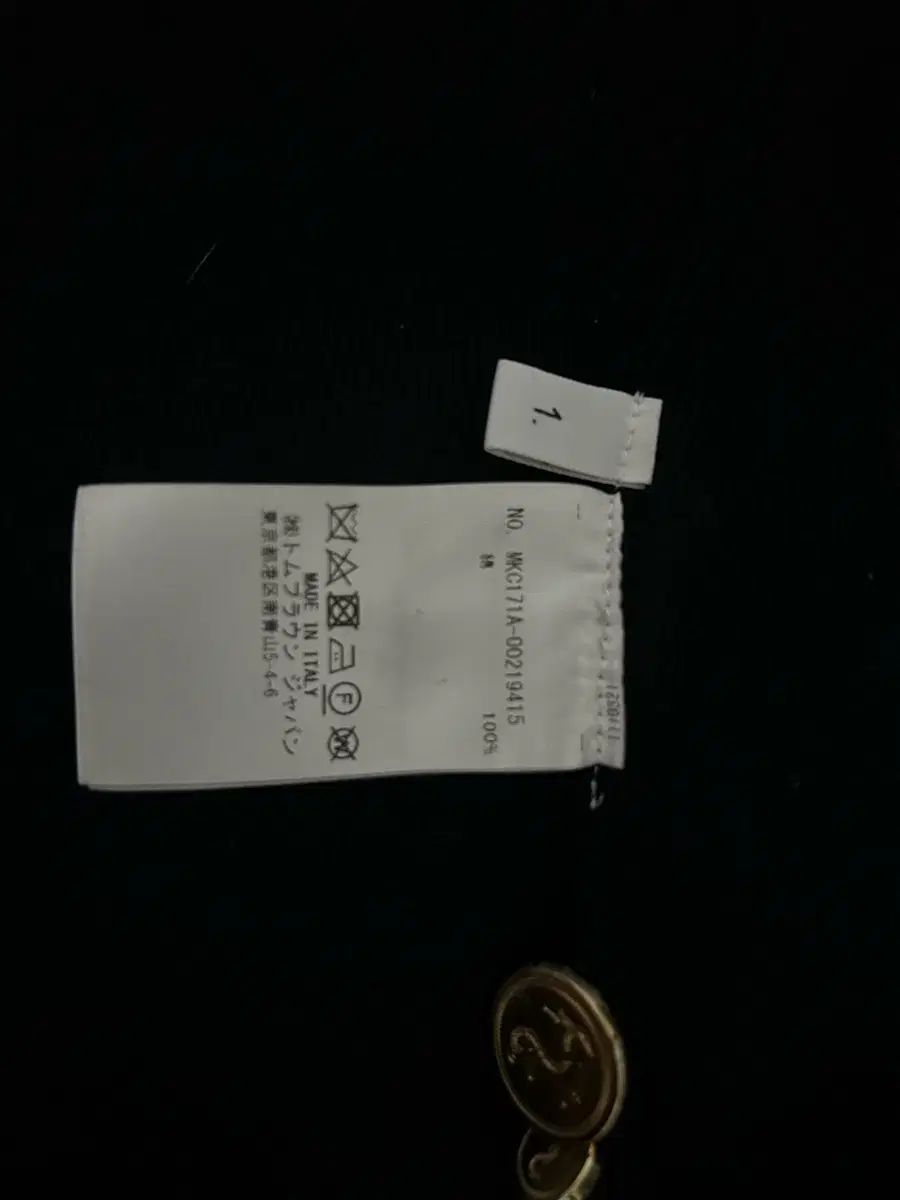 1.
NO. MKC171A-00219415
綿 100%
MADE IN ITALY
㈱トムブラウン ジャパン
東京都港区南青山5-4-6